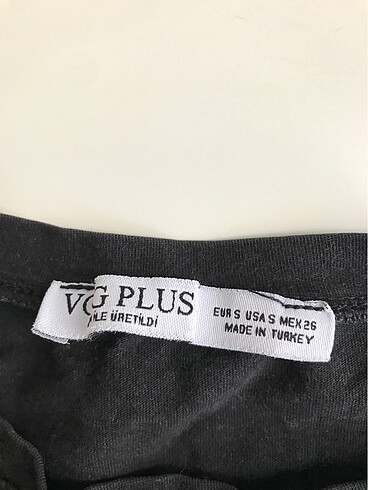 VG PLUS
İLE ÜRETİLDİ
EUR S USA S MEX 26
MADE IN TURKEY